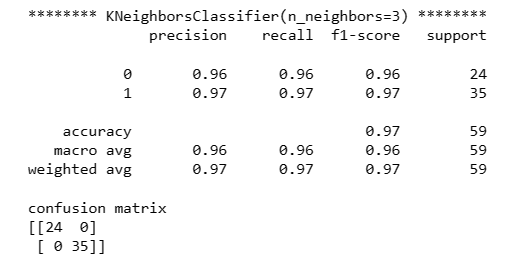 ******** KNeighborsClassifier(n_neighbors=3) ********
precision recall f1-score support
0 0.96 0.96 0.96 24
1 0.97 0.97 0.97 35
accuracy 0.97 59
macro avg 0.96 0.96 0.96 59
weighted avg 0.97 0.97 0.97 59
confusion matrix
[[24 0]
[ 0 35]]